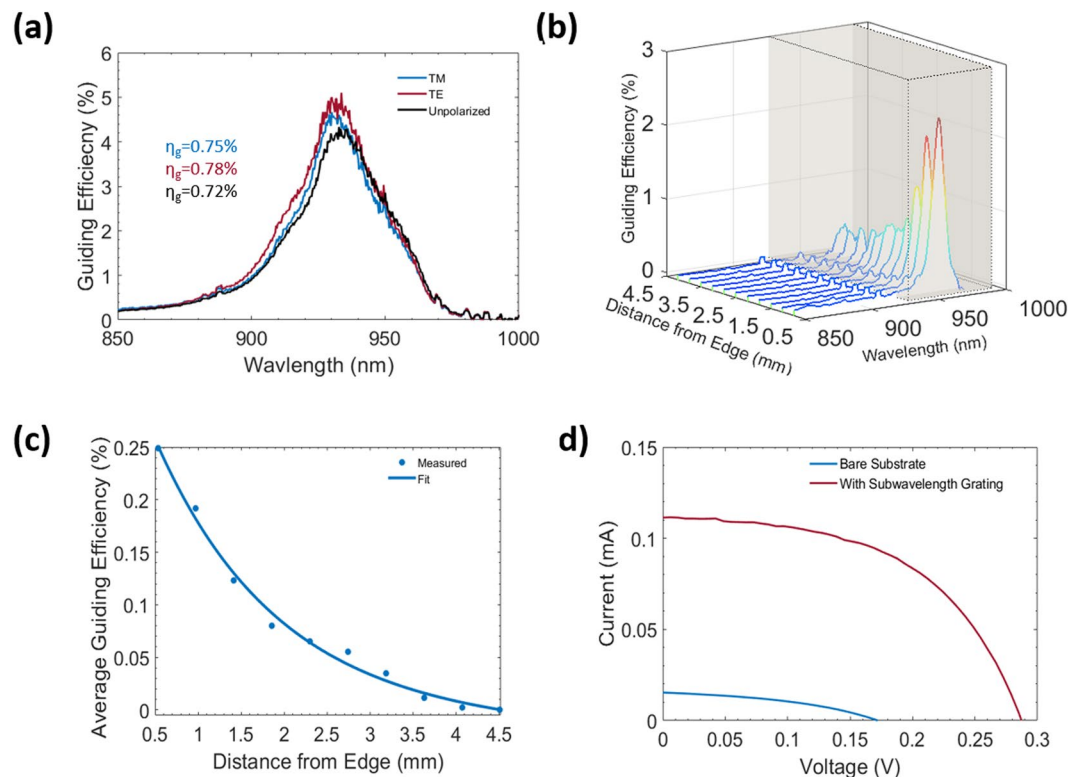 (a)
Guiding Efficiecny (%)
6
5
4
3
2
1
0
TM
TE
Unpolarized
ηg=0.75%
ηg=0.78%
ηg=0.72%
850
900
950
1000
Wavlength (nm)
(b)
Guiding Efficiency (%)
3
2
1
0
4.5
3.5
2.5
1.5
0.5
Distance from Edge (mm)
850
900
950
1000
Wavelength (nm)
(c)
Average Guiding Efficiency (%)
0.25
0.2
0.15
0.1
0.05
0
Measured
Fit
0.5
1
1.5
2
2.5
3
3.5
4
4.5
Distance from Edge (mm)
d)
Current (mA)
0.15
0.1
0.05
0
Bare Substrate
With Subwavelength Grating
0
0.05
0.1
0.15
0.2
0.25
0.3
Voltage (V)